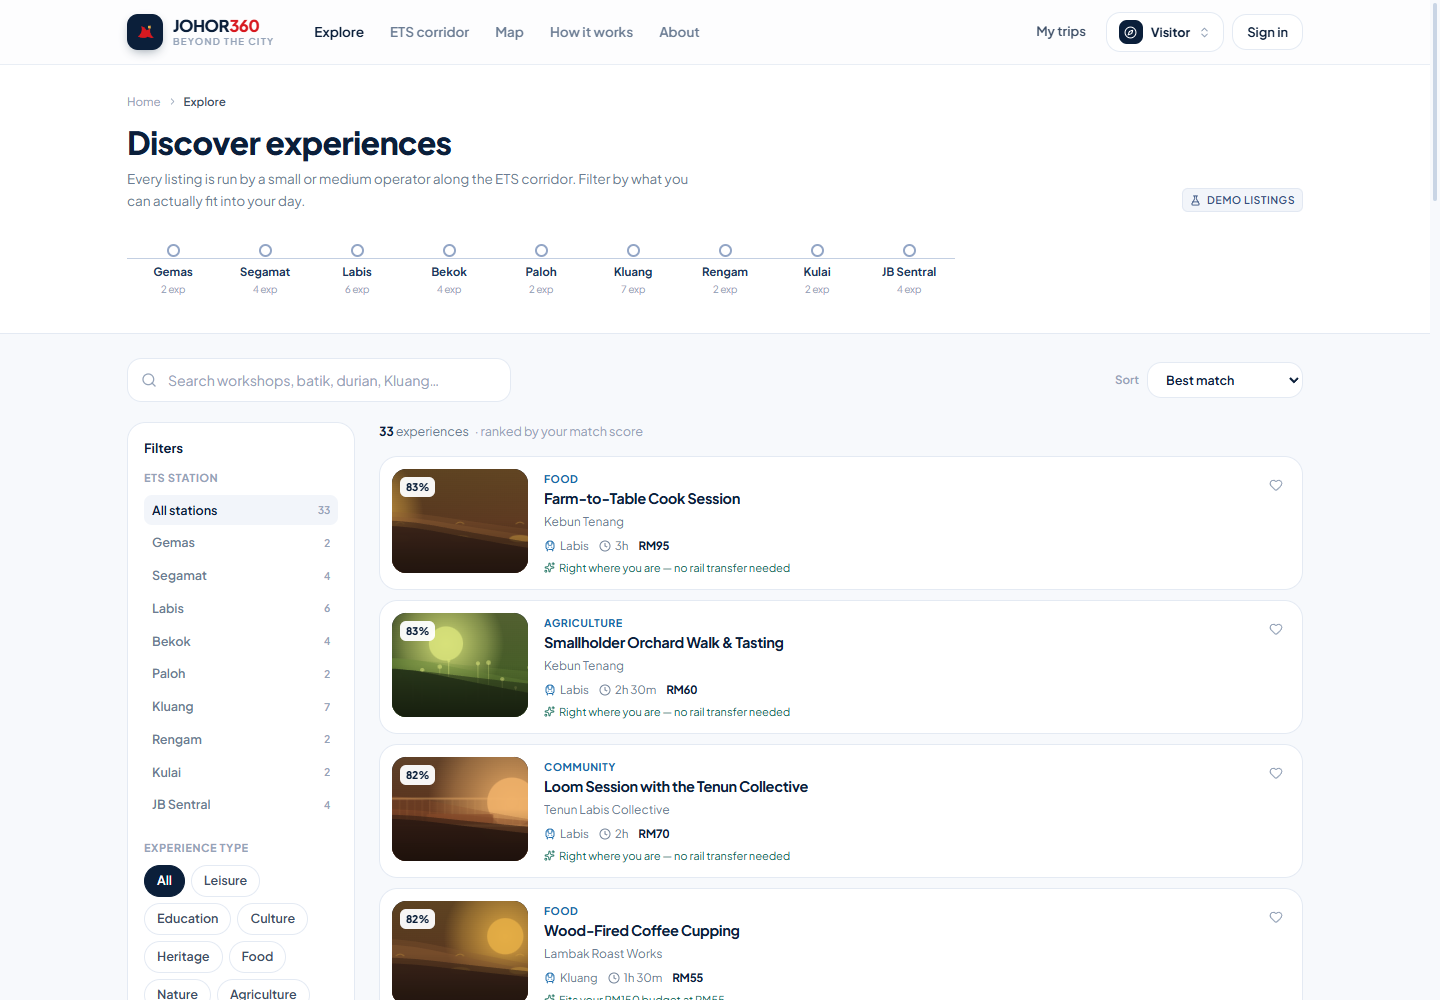 JOHOR360
BEYOND THE CITY
Explore
ETS corridor
Map
How it works
About
My trips
Visitor
Sign in
Home
Explore
Discover experiences
Every listing is run by a small or medium operator along the ETS corridor. Filter by what you
can actually fit into your day.
DEMO LISTINGS
Gemas
2 exp
Segamat
4 exp
Labis
6 exp
Bekok
4 exp
Paloh
2 exp
Kluang
7 exp
Rengam
2 exp
Kulai
2 exp
JB Sentral
4 exp
Search workshops, batik, durian, Kluang...
Sort
Best match
Filters
ETS STATION
All stations 33
Gemas 2
Segamat 4
Labis 6
Bekok 4
Paloh 2
Kluang 7
Rengam 2
Kulai 2
JB Sentral 4
EXPERIENCE TYPE
All
Leisure
Education
Culture
Heritage
Food
Nature
Agriculture
33 experiences · ranked by your match score
83%
FOOD
Farm-to-Table Cook Session
Kebun Tenang
Labis 3h RM95
Right where you are — no rail transfer needed
83%
AGRICULTURE
Smallholder Orchard Walk & Tasting
Kebun Tenang
Labis 2h 30m RM60
Right where you are — no rail transfer needed
82%
COMMUNITY
Loom Session with the Tenun Collective
Tenun Labis Collective
Labis 2h RM70
Right where you are — no rail transfer needed
82%
FOOD
Wood-Fired Coffee Cupping
Lambak Roast Works
Kluang 1h 30m RM55
Fits your RM150 budget at RM55